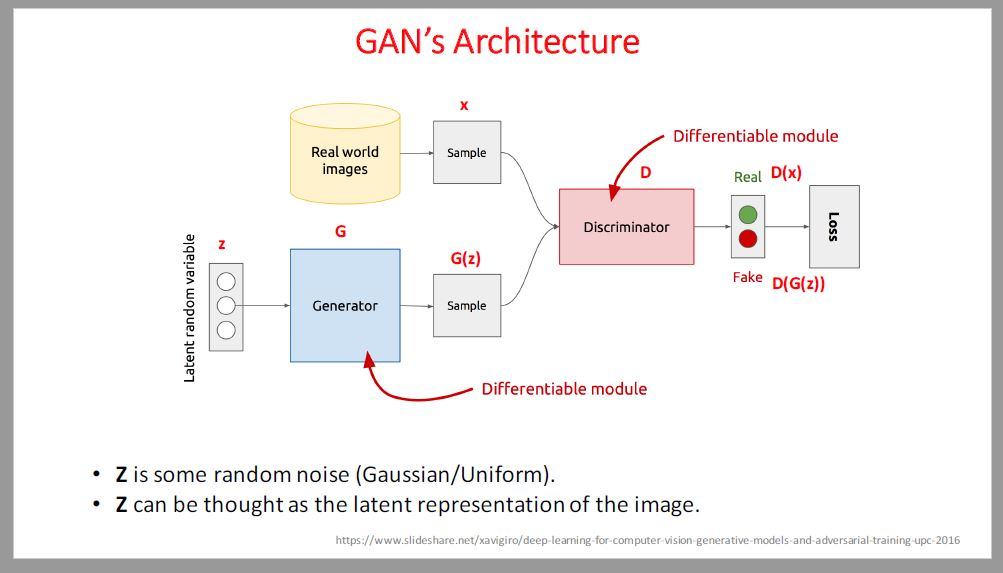 GAN's Architecture
x
Real world
images
Sample
Differentiable module
D
Real
D(x)
Discriminator
Loss
Fake
D(G(z))
Latent random variable
z
G
Generator
G(z)
Sample
Differentiable module
• Z is some random noise (Gaussian/Uniform).
• Z can be thought as the latent representation of the image.
https://www.slideshare.net/xavigiro/deep-learning-for-computer-vision-generative-models-and-adversarial-training-upc-2016